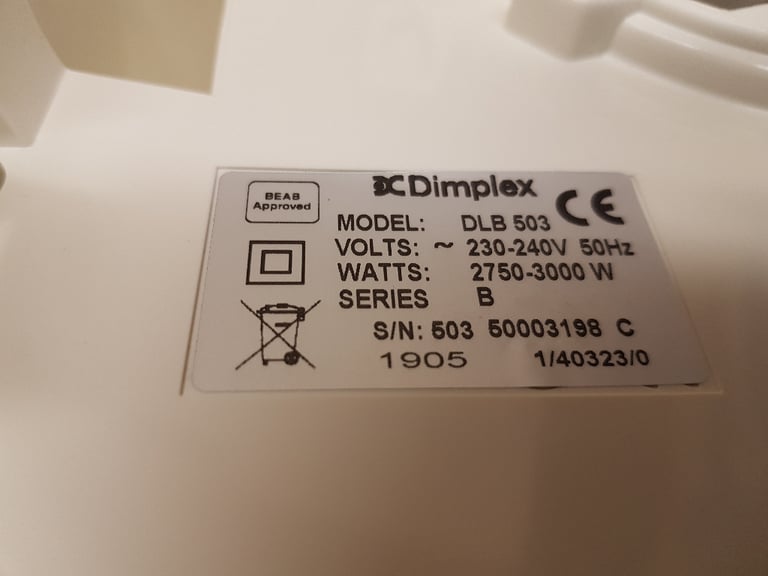 BEAB
Approved
Dimplex
CE
MODEL: DLB 503
VOLTS: ~ 230-240V 50Hz
WATTS: 2750-3000 W
SERIES B
S/N: 503 50003198 C
1905 1/40323/0